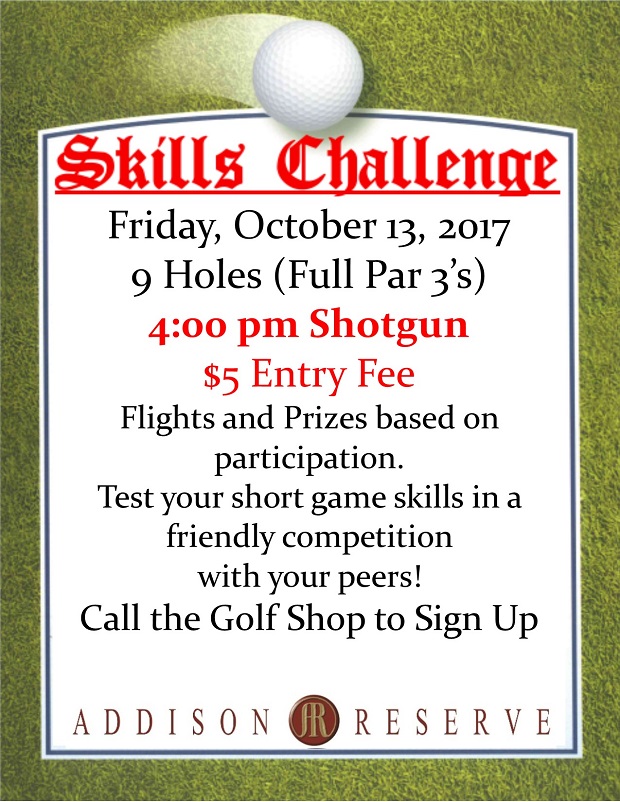 Skills Challenge
Friday, October 13, 2017
9 Holes (Full Par 3’s)
4:00 pm Shotgun
$5 Entry Fee
Flights and Prizes based on
participation.
Test your short game skills in a
friendly competition
with your peers!
Call the Golf Shop to Sign Up
ADDISON AR RESERVE